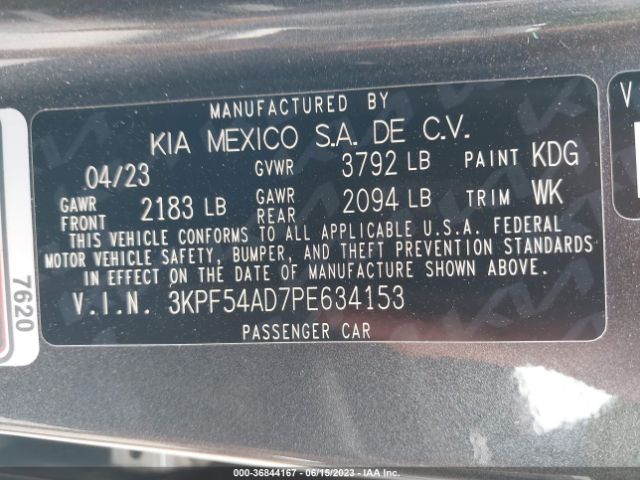 MANUFACTURED BY
KIA MEXICO S.A. DE C.V.
04/23 GVWR 3792 LB PAINT KDG
GAWR FRONT 2183 LB GAWR REAR 2094 LB TRIM WK
THIS VEHICLE CONFORMS TO ALL APPLICABLE U.S.A. FEDERAL
MOTOR VEHICLE SAFETY, BUMPER, AND THEFT PREVENTION STANDARDS
IN EFFECT ON THE DATE OF MANUFACTURE SHOWN ABOVE.
V.I.N. 3KPF54AD7PE634153
PASSENGER CAR
7620
V
000-36844167 - 06/15/2023 - IAA Inc.